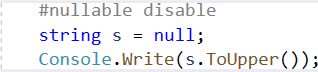 #nullable disable
string s = null;
Console.Write(s.ToUpper());